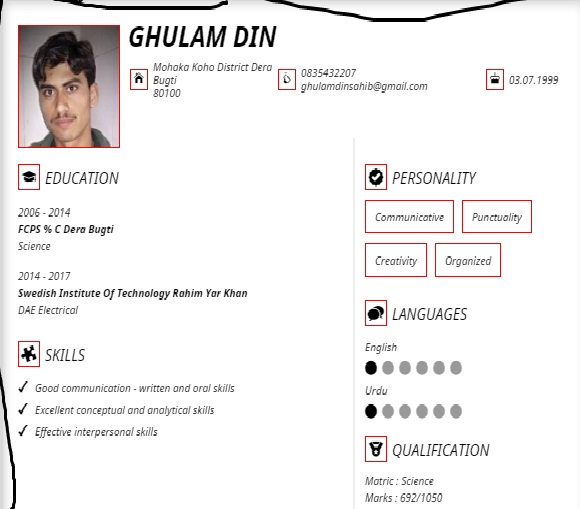 GHULAM DIN
Mohaka Koho District Dera
Bugti
80100
0835432207
ghulamdinsahib@gmail.com
03.07.1999
EDUCATION
2006 - 2014
FCPS % C Dera Bugti
Science
2014 - 2017
Swedish Institute Of Technology Rahim Yar Khan
DAE Electrical
SKILLS
Good communication - written and oral skills
Excellent conceptual and analytical skills
Effective interpersonal skills
PERSONALITY
Communicative Punctuality
Creativity Organized
LANGUAGES
English
Urdu
QUALIFICATION
Matric : Science
Marks : 692/1050